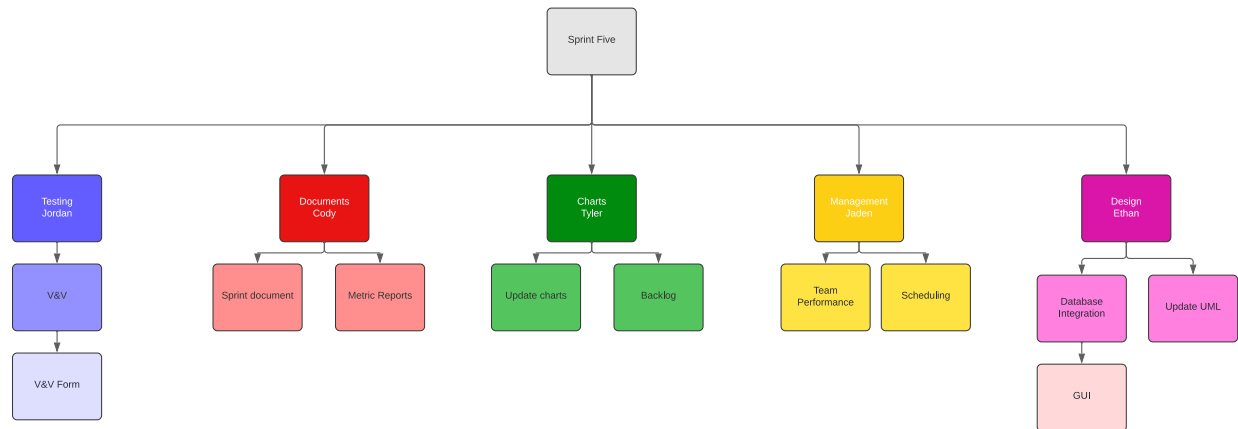 Sprint Five
Testing
Jordan
Documents
Cody
Charts
Tyler
Management
Jaden
Design
Ethan
V&V
Sprint document
Metric Reports
Update charts
Backlog
Team
Performance
Scheduling
Database
Integration
Update UML
V&V Form
GUI